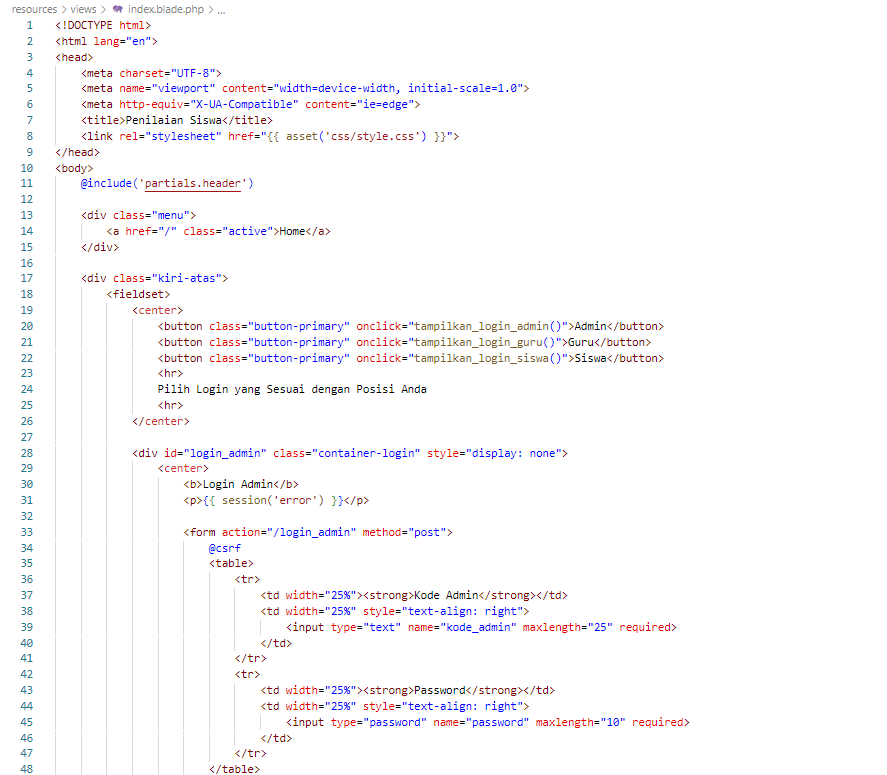 resources > views > index.blade.php > ...
1 <!DOCTYPE html>
2 <html lang="en">
3 <head>
4 <meta charset="UTF-8">
5 <meta name="viewport" content="width=device-width, initial-scale=1.0">
6 <meta http-equiv="X-UA-Compatible" content="ie=edge">
7 <title>Penilaian Siswa</title>
8 <link rel="stylesheet" href="{{ asset('css/style.css') }}">
9 </head>
10 <body>
11 @include('partials.header')
12
13 <div class="menu">
14 <a href="/" class="active">Home</a>
15 </div>
16
17 <div class="kiri-atas">
18 <fieldset>
19 <center>
20 <button class="button-primary" onclick="tampilkan_login_admin()">Admin</button>
21 <button class="button-primary" onclick="tampilkan_login_guru()">Guru</button>
22 <button class="button-primary" onclick="tampilkan_login_siswa()">Siswa</button>
23 <hr>
24 Pilih Login yang Sesuai dengan Posisi Anda
25 <hr>
26 </center>
27
28 <div id="login_admin" class="container-login" style="display: none">
29 <center>
30 <b>Login Admin</b>
31 <p>{{ session('error') }}</p>
32
33 <form action="/login_admin" method="post">
34 @csrf
35 <table>
36 <tr>
37 <td width="25%"><strong>Kode Admin</strong></td>
38 <td width="25%" style="text-align: right">
39 <input type="text" name="kode_admin" maxlength="25" required>
40 </td>
41 </tr>
42 <tr>
43 <td width="25%"><strong>Password</strong></td>
44 <td width="25%" style="text-align: right">
45 <input type="password" name="password" maxlength="10" required>
46 </td>
47 </tr>
48 </table>